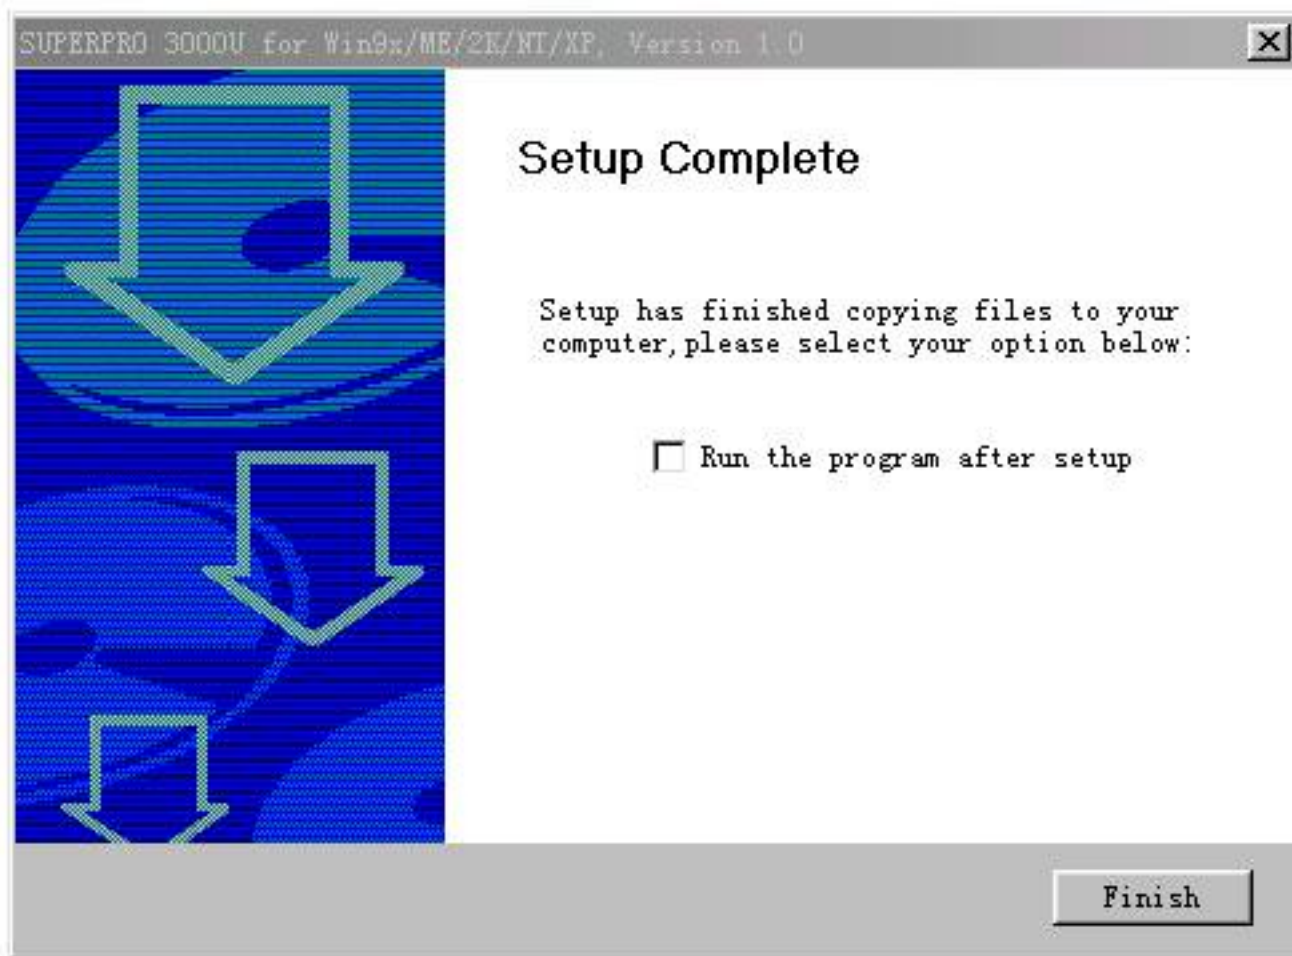 SUPERPRO 3000U for Win9x/ME/2K/NT/XP, Version 1.0
Setup Complete
Setup has finished copying files to your
computer,please select your option below:
Run the program after setup
Finish